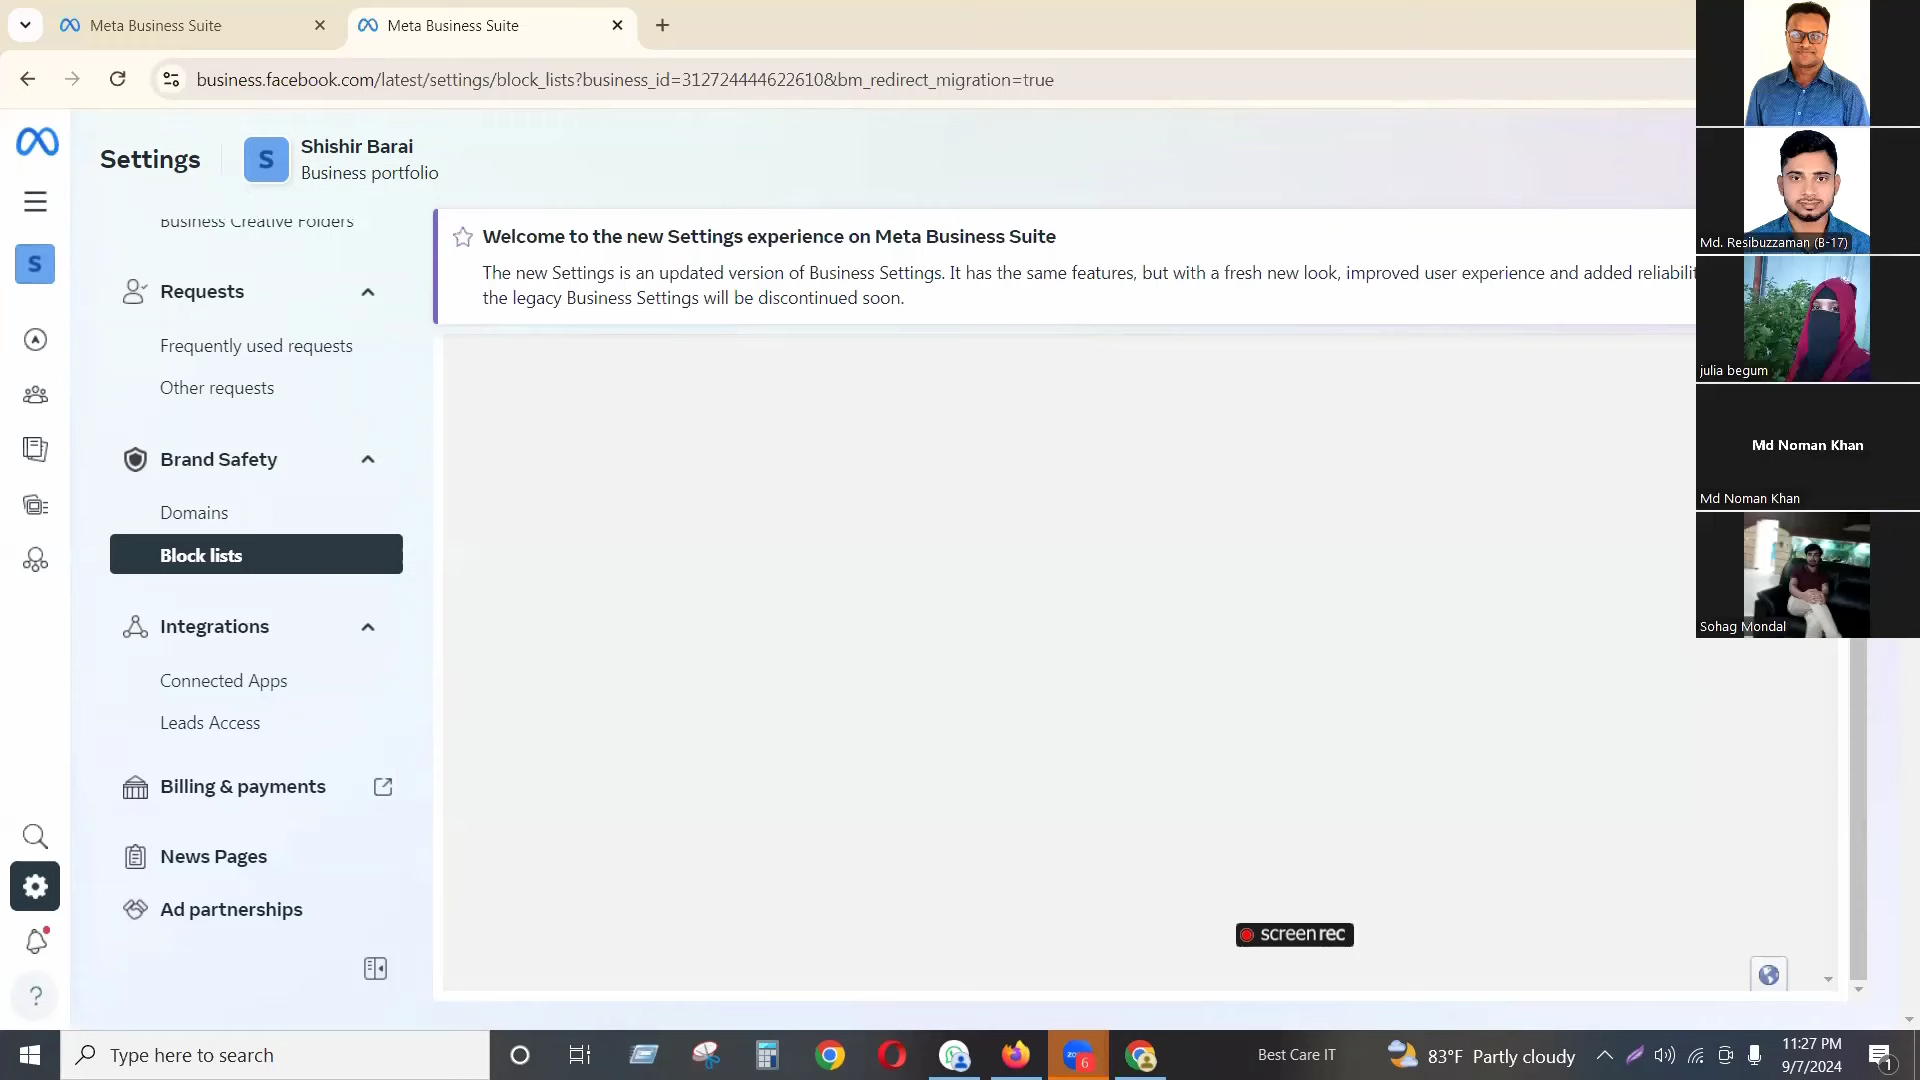 Meta Business Suite
Meta Business Suite
business.facebook.com/latest/settings/block_lists?business_id=312724444622610&bm_redirect_migration=true
Settings
S
Shishir Barai
Business portfolio
S
Business Creative Folders
Requests
Frequently used requests
Other requests
Brand Safety
Domains
Block lists
Integrations
Connected Apps
Leads Access
Billing & payments
News Pages
Ad partnerships
?
Welcome to the new Settings experience on Meta Business Suite
The new Settings is an updated version of Business Settings. It has the same features, but with a fresh new look, improved user experience and added
the legacy Business Settings will be discontinued soon.
screenrec
Md. Resibuzzaman (B-17)
julia begum
Md Noman Khan
Md Noman Khan
Sohag Mondal
Type here to search
6
Best Care IT
83°F Partly cloudy
11:27 PM
9/7/2024
1